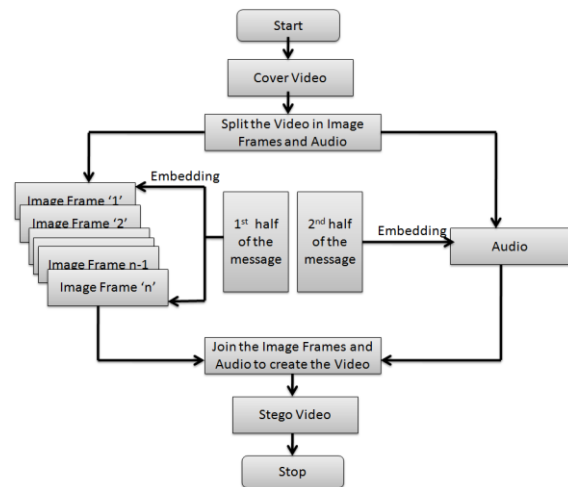 Start
Cover Video
Split the Video in Image
Frames and Audio
Embedding
Image Frame ‘1’
Image Frame ‘2’
Image Frame n-1
Image Frame ‘n’
1st half
of the
message
2nd half
of the
message
Embedding
Audio
Join the Image Frames and
Audio to create the Video
Stego Video
Stop